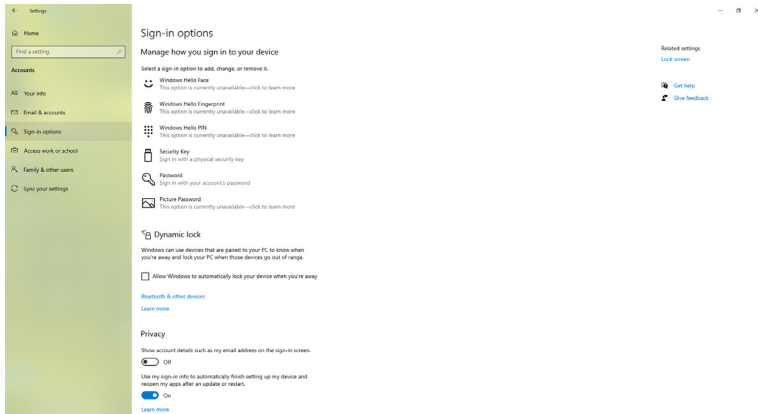 Settings
Home
Find a setting
Accounts
Your info
Email & accounts
Sign-in options
Access work or school
Family & other users
Sync your settings
Sign-in options
Manage how you sign in to your device
Select a sign-in option to add, change, or remove it.
Windows Hello Face
This option is currently unavailable—click to learn more
Windows Hello Fingerprint
This option is currently unavailable—click to learn more
Windows Hello PIN
This option is currently unavailable—click to learn more
Security Key
Sign in with a physical security key
Password
Sign in with your account's password
Picture Password
This option is currently unavailable—click to learn more
Dynamic lock
Windows can use devices that are paired to your PC to know when
you're away and lock your PC when those devices go out of range.
Allow Windows to automatically lock your device when you're away
Bluetooth & other devices
Learn more
Privacy
Show account details such as my email address on the sign-in screen.
Off
Use my sign-in info to automatically finish setting up my device and
reopen my apps after an update or restart.
On
Learn more
Related settings
Lock screen
Get help
Give feedback